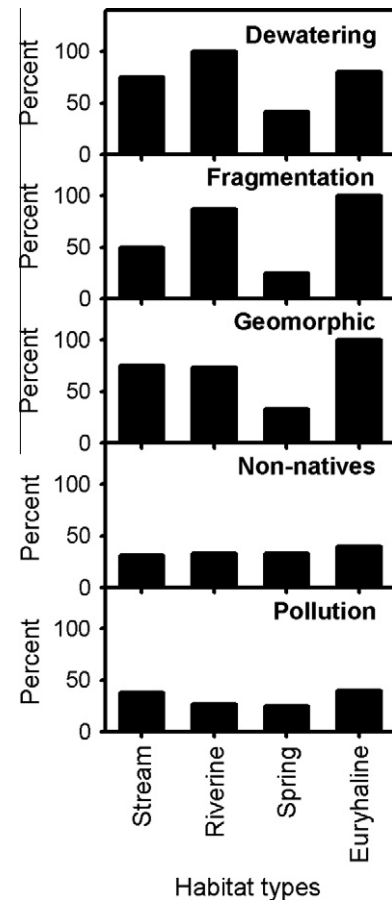 Dewatering
Percent
100
50
0
Fragmentation
Percent
100
50
0
Geomorphic
Percent
100
50
0
Non-natives
Percent
100
50
0
Pollution
Percent
100
50
0
Stream
Riverine
Spring
Euryhaline
Habitat types